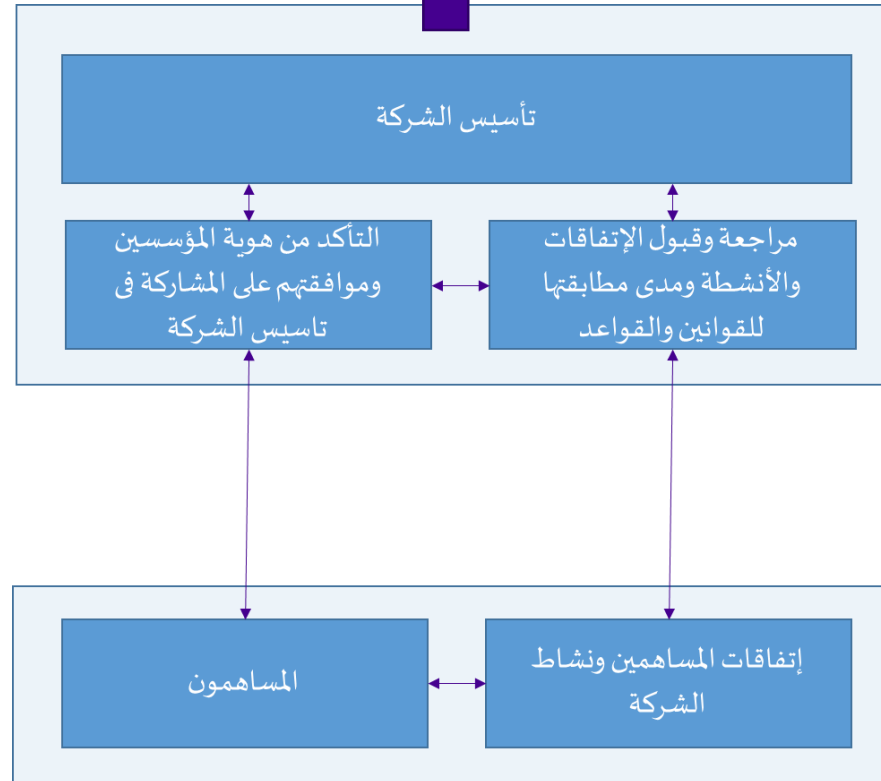 تأسيس الشركة
مراجعة وقبول الإتفاقات
والأنشطة ومدى مطابقتها
للقوانين والقواعد
التأكد من هوية المؤسسين
وموافقتهم على المشاركة فى
تاسيس الشركة
إتفاقات المساهمين ونشاط
الشركة
المساهمون